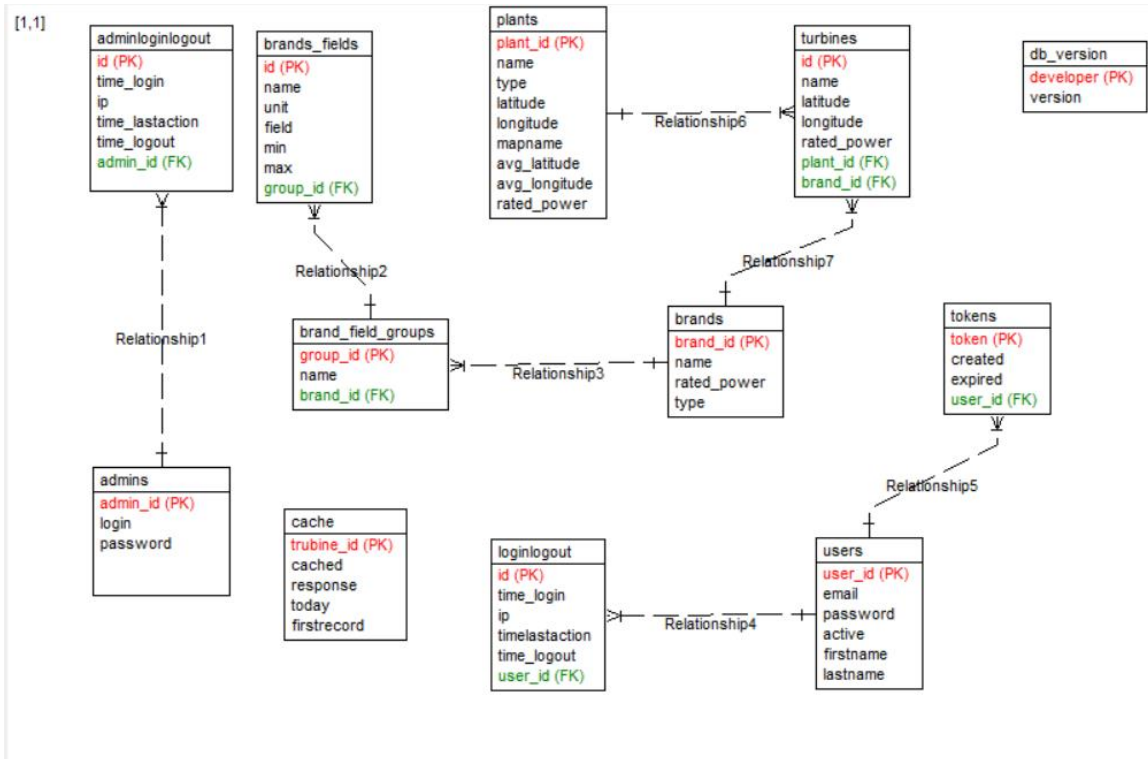 [1,1]
adminloginlogout
id (PK)
time_login
ip
time_lastaction
time_logout
admin_id (FK)
brands_fields
id (PK)
name
unit
field
min
max
group_id (FK)
plants
plant_id (PK)
name
type
latitude
longitude
mapname
avg_latitude
avg_longitude
rated_power
Relationship6
turbines
id (PK)
name
latitude
longitude
rated_power
plant_id (FK)
brand_id (FK)
db_version
developer (PK)
version
Relationship1
Relationship2
Relationship7
brand_field_groups
group_id (PK)
name
brand_id (FK)
Relationship3
brands
brand_id (PK)
name
rated_power
type
tokens
token (PK)
created
expired
user_id (FK)
Relationship5
admins
admin_id (PK)
login
password
cache
trubine_id (PK)
cached
response
today
firstrecord
loginlogout
id (PK)
time_login
ip
timelastaction
time_logout
user_id (FK)
Relationship4
users
user_id (PK)
email
password
active
firstname
lastname